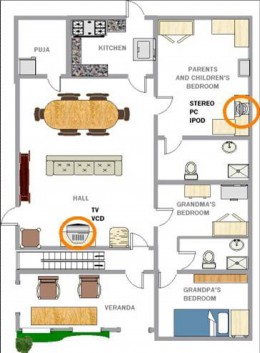 PUJA
KITCHEN
PARENTS
AND CHILDREN'S
BEDROOM
STEREO
PC
IPOD
HALL
TV
VCD
GRANDMA'S
BEDROOM
VERANDA
GRANDPA'S
BEDROOM